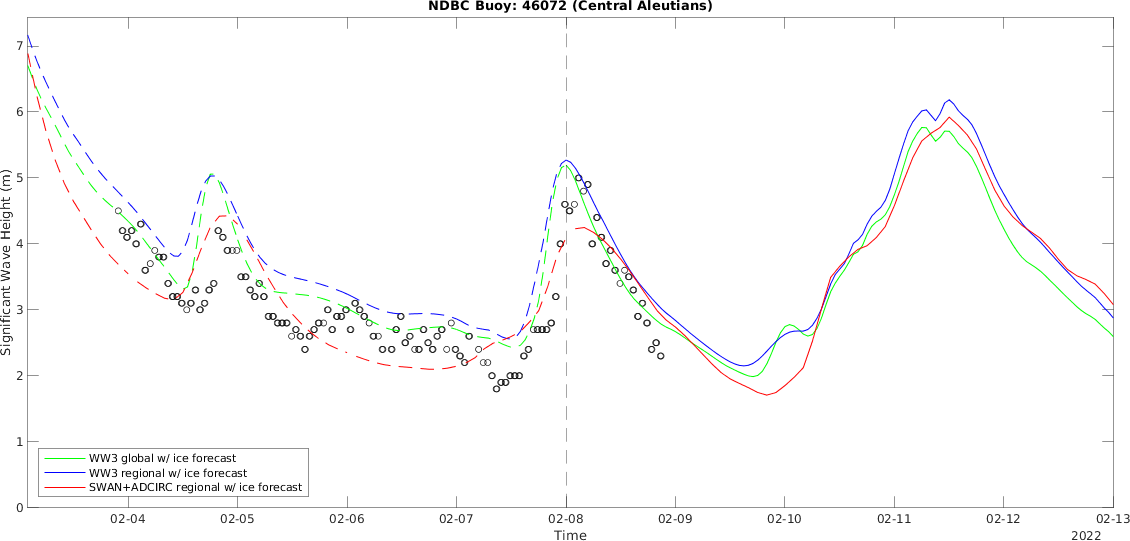 NDBC Buoy: 46072 (Central Aleutians)
Significant Wave Height (m)
7
6
5
4
3
2
1
0
WW3 global w/ ice forecast
WW3 regional w/ ice forecast
SWAN+ADCIRC regional w/ ice forecast
02-04 02-05 02-06 02-07 02-08 02-09 02-10 02-11 02-12 02-13
Time
2022